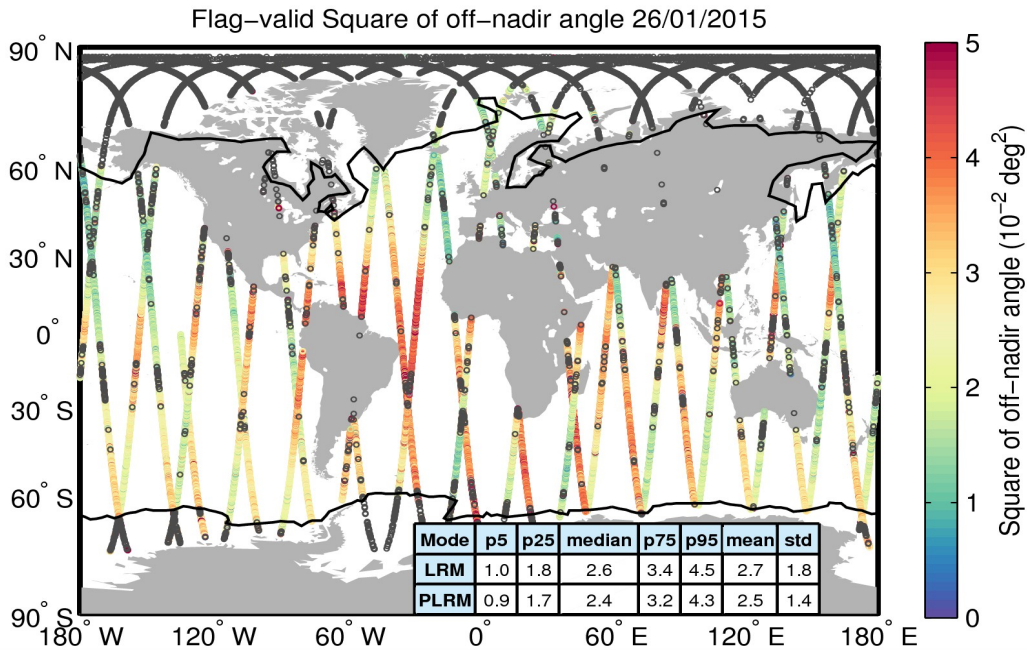 Flag-valid Square of off-nadir angle 26/01/2015
90° N
60° N
30° N
0°
30° S
60° S
90° S
180° W
120° W
60° W
0°
60° E
120° E
180° E
Mode p5 p25 median p75 p95 mean std
LRM 1.0 1.8 2.6 3.4 4.5 2.7 1.8
PLRM 0.9 1.7 2.4 3.2 4.3 2.5 1.4
5
4
3
2
1
0
Square of off-nadir angle (10⁻² deg²)